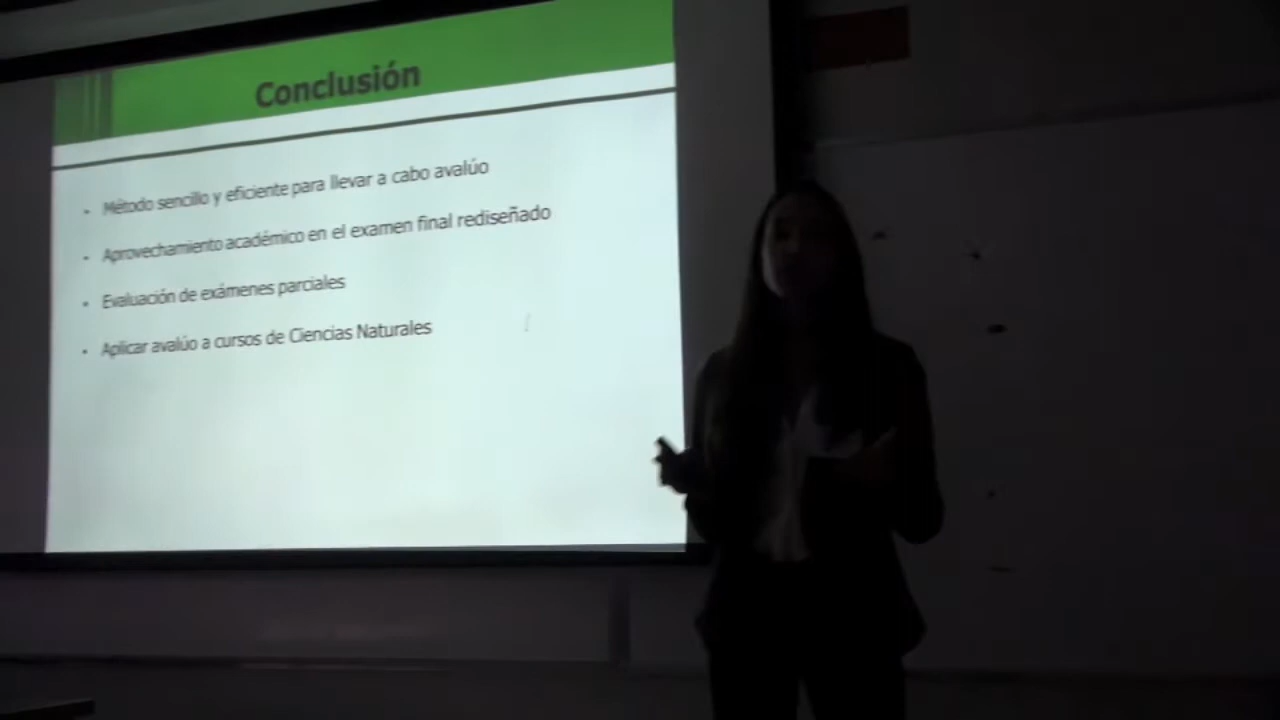 Conclusión
• Método sencillo y eficiente para llevar a cabo avalúo
• Aprovechamiento académico en el examen final rediseñado
• Evaluación de exámenes parciales
• Aplicar avalúo a cursos de Ciencias Naturales